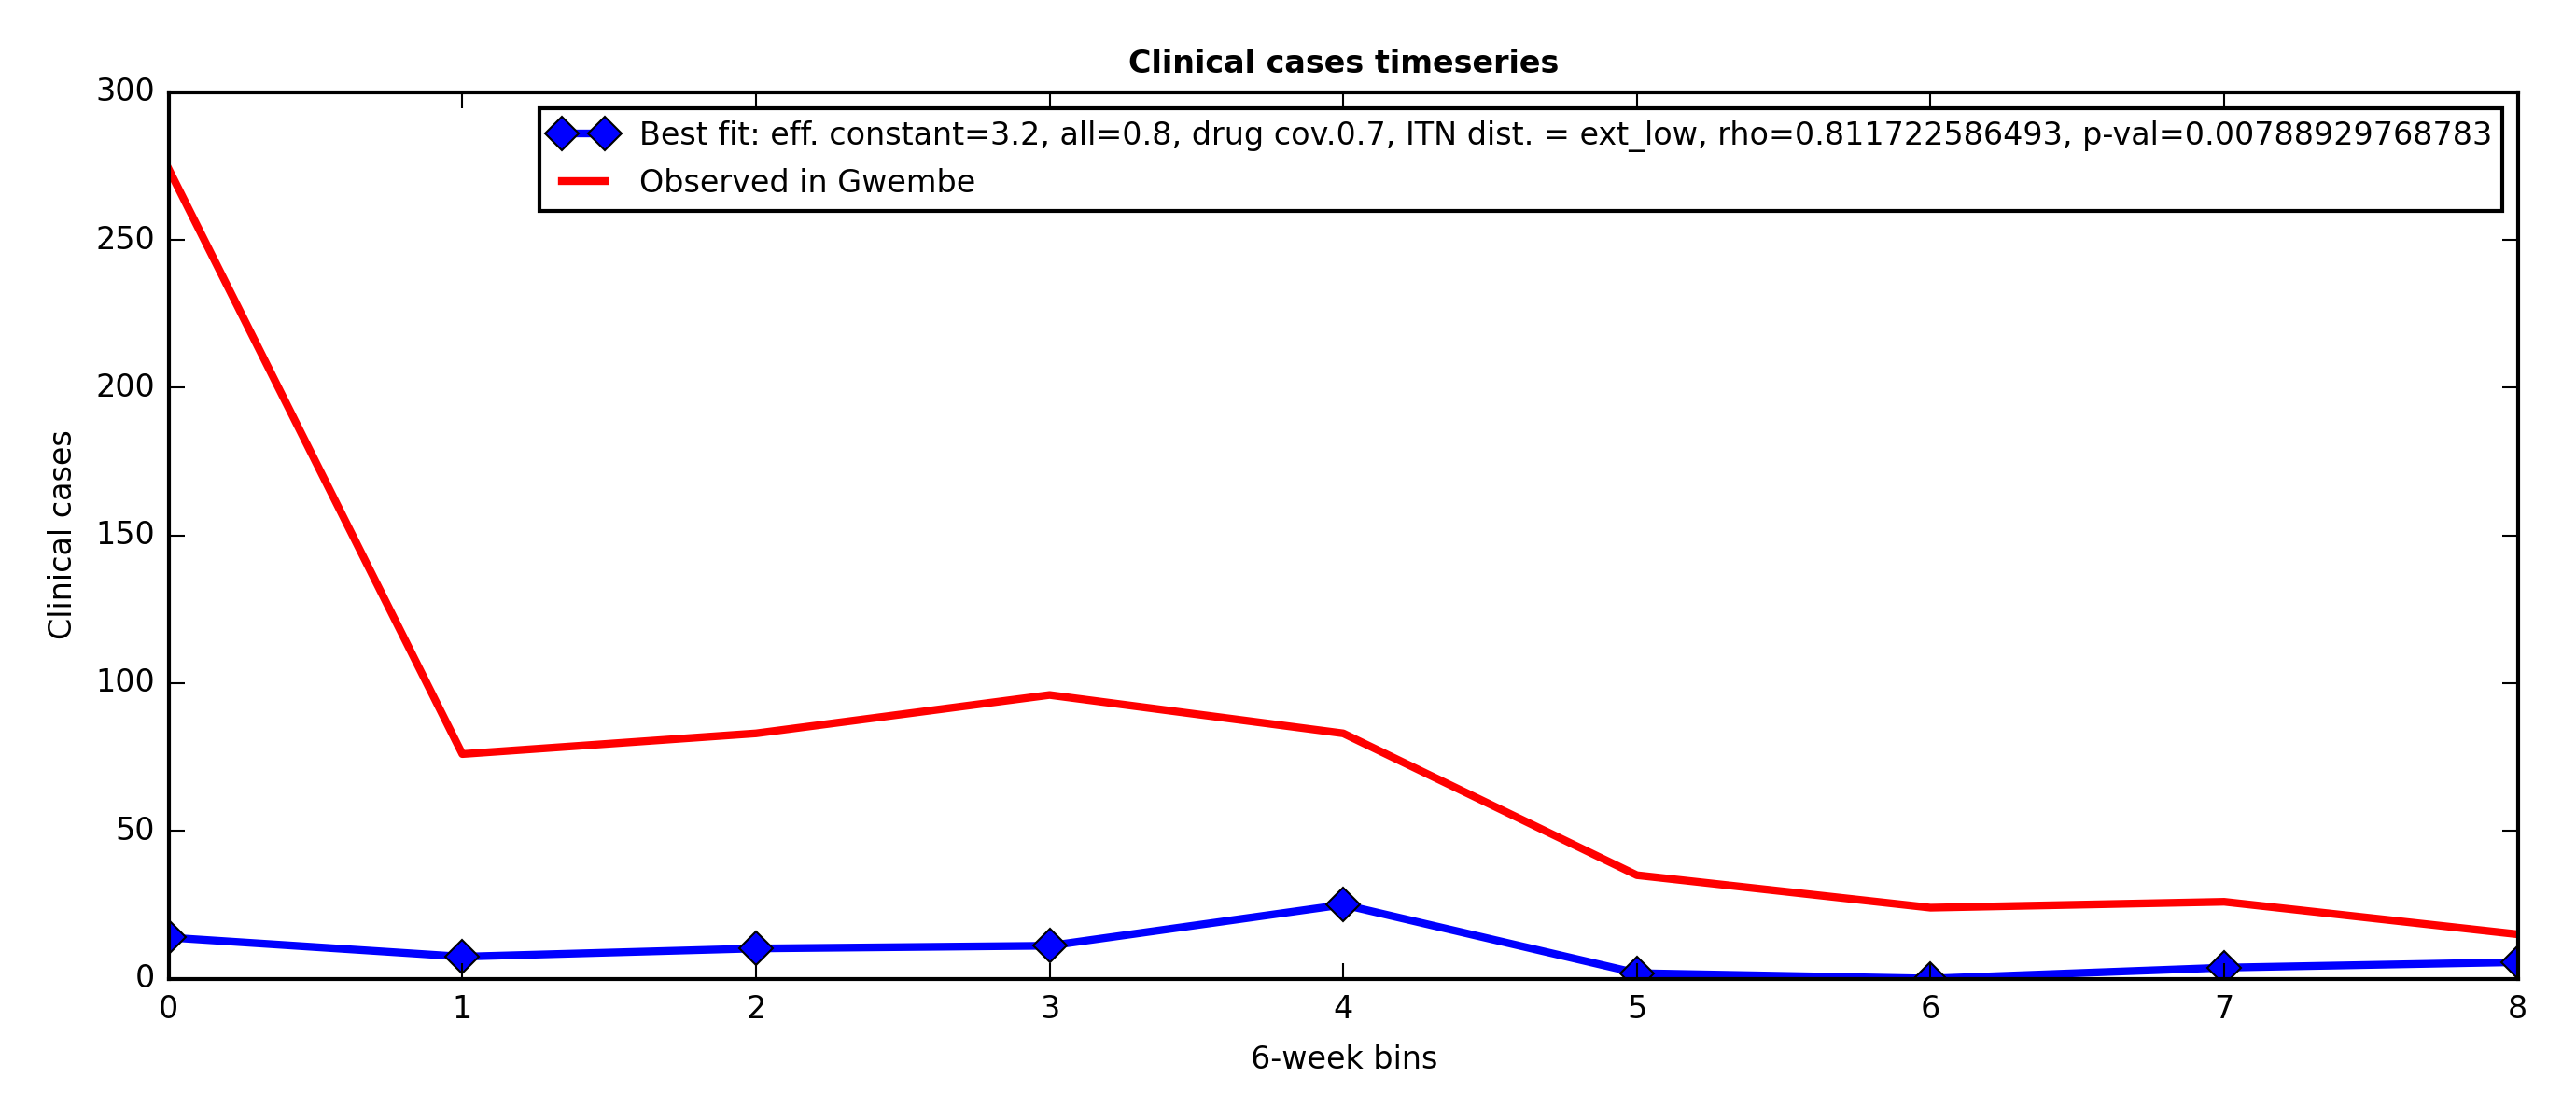 Clinical cases timeseries
300
250
200
150
100
50
0
Clinical cases
Best fit: eff. constant=3.2, all=0.8, drug cov.0.7, ITN dist. = ext_low, rho=0.811722586493, p-val=0.00788929768783
Observed in Gwembe
0 1 2 3 4 5 6 7 8
6-week bins